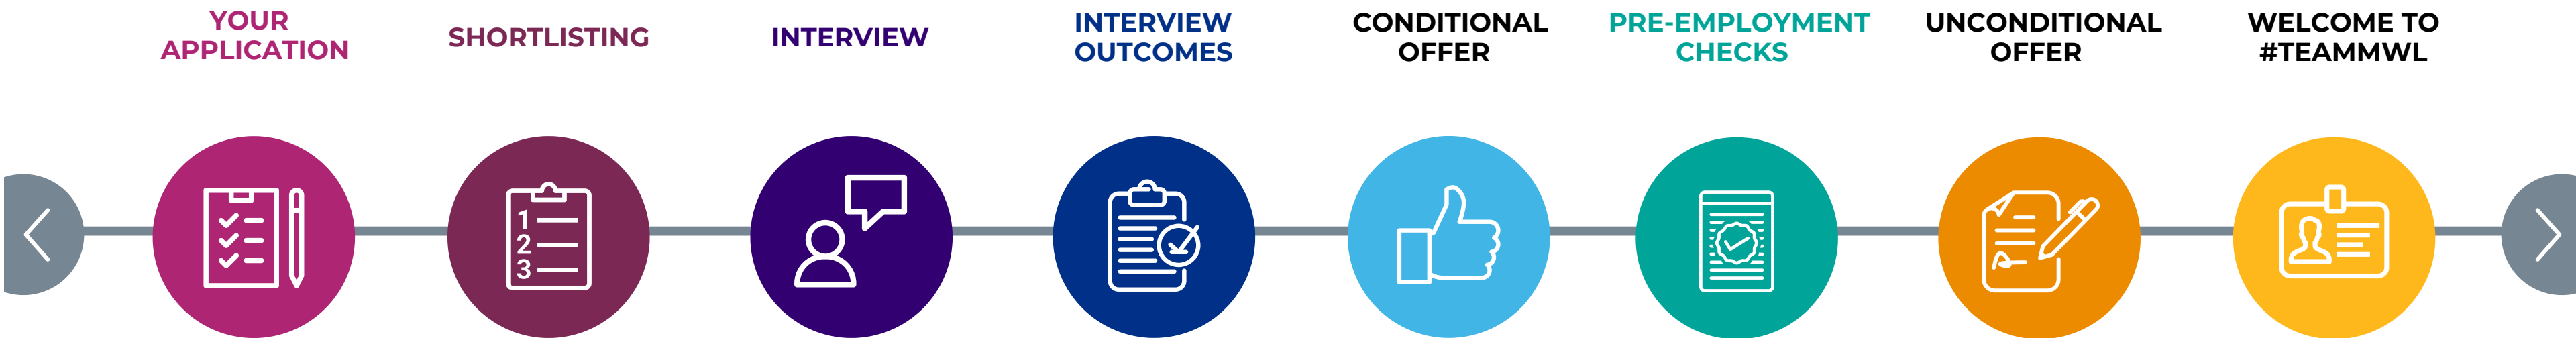 YOUR
APPLICATION
SHORTLISTING
INTERVIEW
INTERVIEW
OUTCOMES
CONDITIONAL
OFFER
PRE-EMPLOYMENT
CHECKS
UNCONDITIONAL
OFFER
WELCOME TO
#TEAMMWL
1
2
3